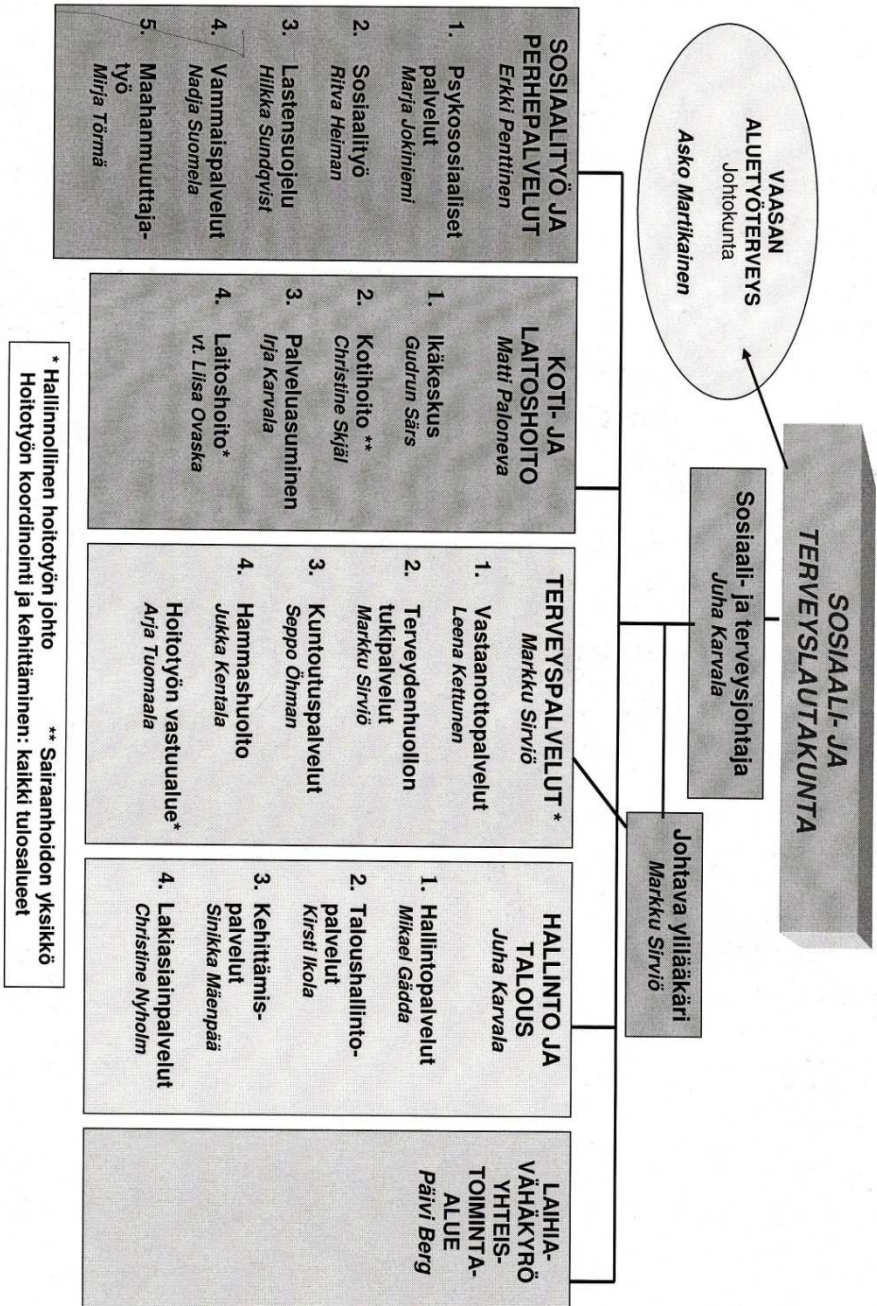 SOSIAALI- JA
TERVEYSLAUTAKUNTA
VAASAN
ALUETYÖTERVEYS
Johtokunta
Asko Martikainen
Sosiaali- ja terveysjohtaja
Juha Karvala
Johtava ylilääkäri
Markku Sirviö
SOSIAALITYÖ JA
PERHEPALVELUT
Erkki Penttinen
1. Psykososiaaliset
palvelut
Marja Jokiniemi
2. Sosiaalityö
Ritva Heiman
3. Lastensuojelu
Hilkka Sundqvist
4. Vammaispalvelut
Nadja Suomela
5. Maahanmuuttaja-
työ
Mirja Törmä
KOTI- JA
LAITOSHOITO
Matti Paloneva
1. Ikäkeskus
Gudrun Särs
2. Kotihoito **
Christine Skjäl
3. Palveluasuminen
Irja Karvala
4. Laitoshoito*
vt. Liisa Ovaska
TERVEYSPALVELUT *
Markku Sirviö
1. Vastaanottopalvelut
Leena Kettunen
2. Terveydenhuollon
tukipalvelut
Markku Sirviö
3. Kuntoutuspalvelut
Seppo Öhman
4. Hammashuolto
Jukka Kentala
Hoitotyön vastuualue*
Arja Tuomaala
HALLINTO JA
TALOUS
Juha Karvala
1. Hallintopalvelut
Mikael Gädda
2. Taloushallinto-
palvelut
Kirsti Ikola
3. Kehittämis-
palvelut
Sinikka Mäenpää
4. Lakiasiainpalvelut
Christine Nyholm
LAIHIA-
VÄHÄKYRÖ
YHTEIS-
TOIMINTA-
ALUE
Päivi Berg
* Hallinnollinen hoitotyön johto ** Sairaanhoidon yksikkö
Hoitotyön koordinointi ja kehittäminen: kaikki tulosalueet